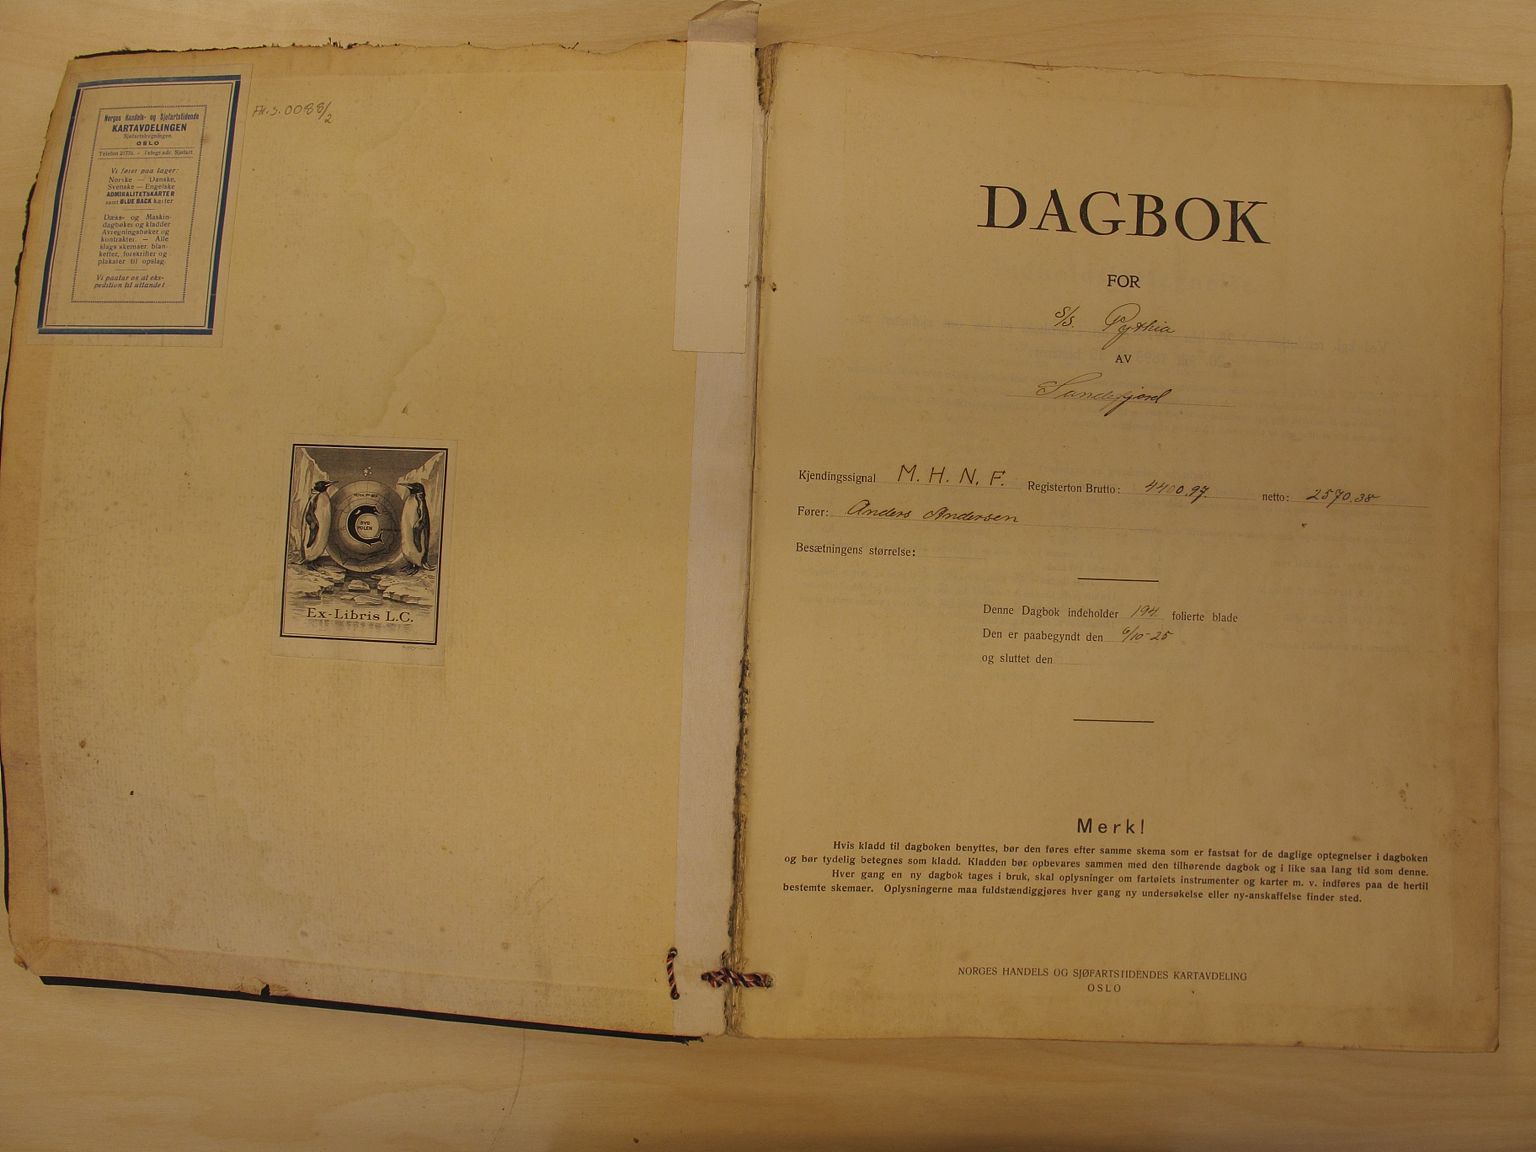 Norges Handels- og Sjøfartstidende
KARTAVDELINGEN
OSLO
Vi fører paa lager:
Norske — Danske,
Svenske — Engelske
ADMIRALITETSKARTER
samt BLUE BACK karter
Dæks- og Maskin-
dagbøker og kladder
Avregningsbøker og
kontrakter. — Alle
slags skemaer, blan-
ketter, forskrifter og
plakater til opslag.
Vi paatar os al eks-
pedition til utlandet
FH.S.0088/2
C
SYD
POLEN
Ex-Libris L.C.
DAGBOK
FOR
S/S. Pythia
AV
Sandefjord
Kjendingssignal M. H. N. F. Registerton Brutto: 4400.97. netto: 2570.38
Fører: Anders Andersen
Besætningens størrelse:
Denne Dagbok indeholder 194 folierte blade
Den er paabegyndt den 6/10-25
og sluttet den
Merk!
Hvis kladd til dagboken benyttes, bør den føres efter samme skema som er fastsat for de daglige optegnelser i dagboken
og bør tydelig betegnes som kladd. Kladden bør opbevares sammen med den tilhørende dagbok og i like saa lang tid som denne.
Hver gang en ny dagbok tages i bruk, skal oplysninger om fartøiets instrumenter og karter m. v. indføres paa de hertil
bestemte skemaer. Oplysningerne maa fuldstændiggjøres hver gang ny undersøkelse eller ny-anskaffelse finder sted.
NORGES HANDELS OG SJØFARTSTIDENDES KARTAVDELING
OSLO